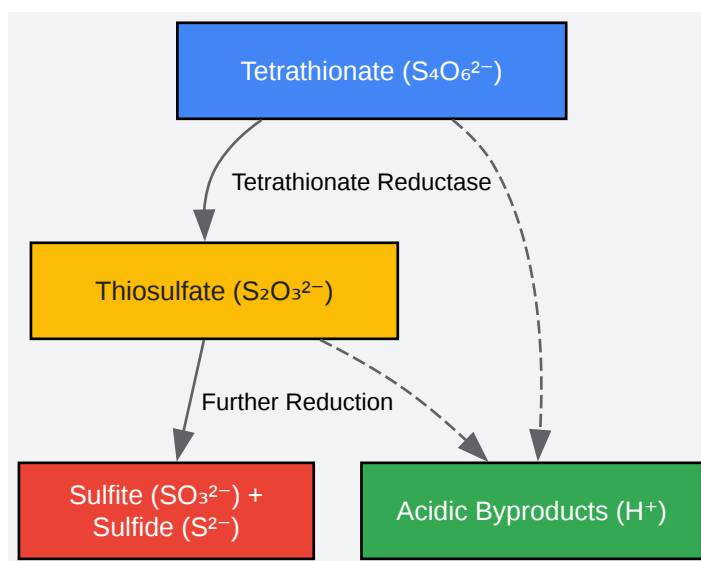 Tetrathionate (S₄O₆²⁻)
Tetrathionate Reductase
Thiosulfate (S₂O₃²⁻)
Further Reduction
Sulfite (SO₃²⁻) +
Sulfide (S²⁻)
Acidic Byproducts (H⁺)